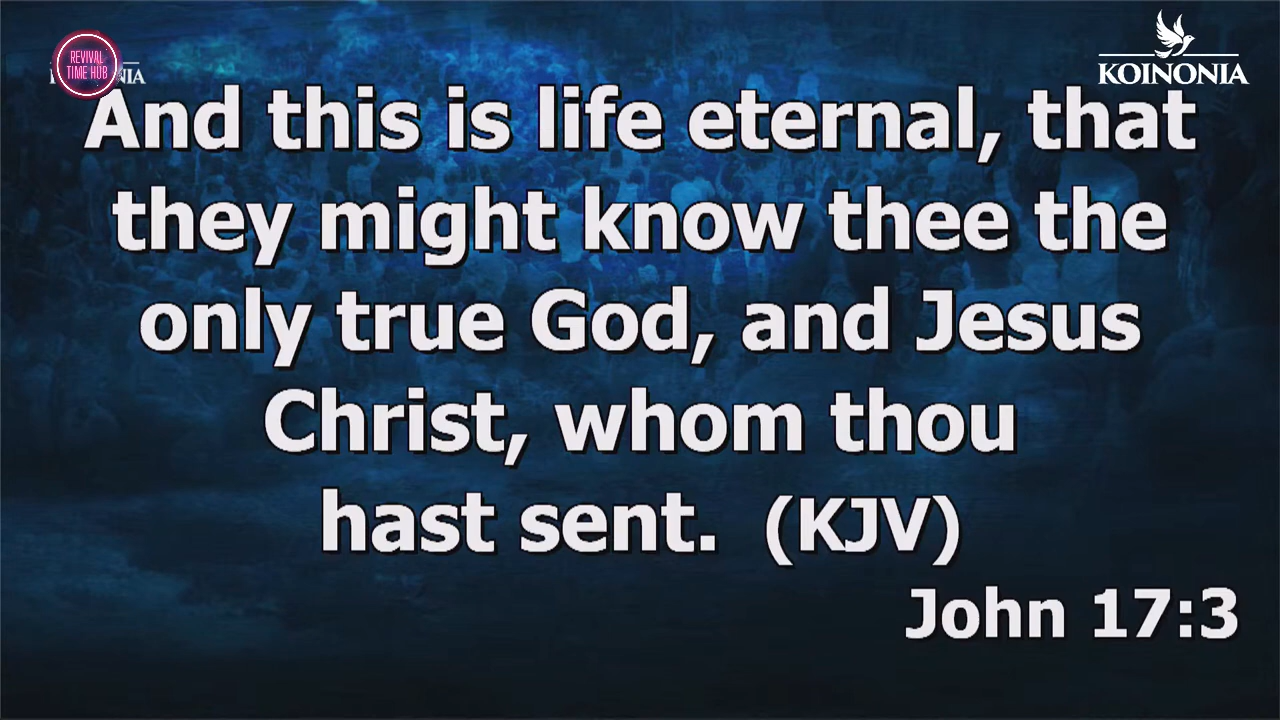 REVIVAL
TIME HUB
KOINONIA
And this is life eternal, that
they might know thee the
only true God, and Jesus
Christ, whom thou
hast sent. (KJV)
John 17:3